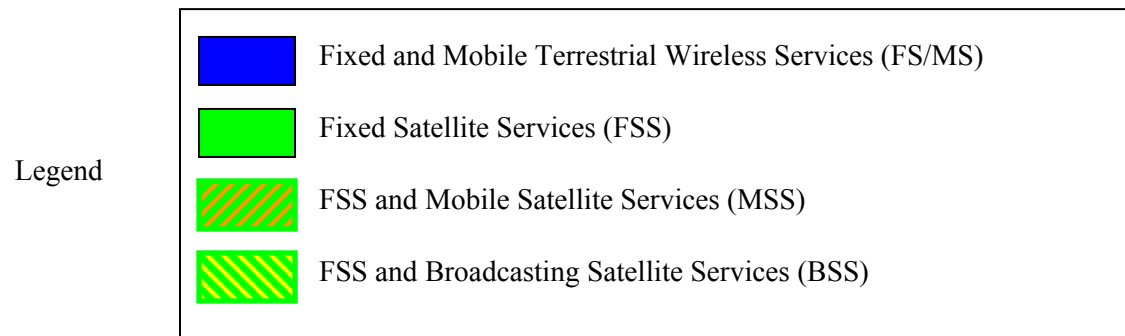 Legend
Fixed and Mobile Terrestrial Wireless Services (FS/MS)
Fixed Satellite Services (FSS)
FSS and Mobile Satellite Services (MSS)
FSS and Broadcasting Satellite Services (BSS)